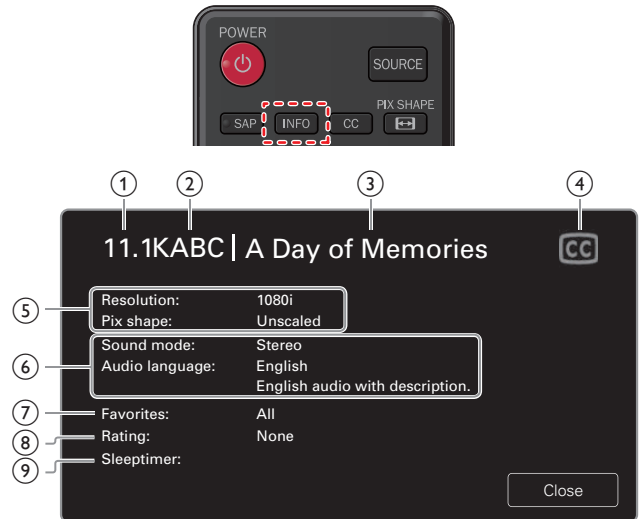 POWER
SOURCE
PIX SHAPE
SAP INFO CC
1 2 3 4
11.1KABC | A Day of Memories CC
5 Resolution: 1080i
Pix shape: Unscaled
6 Sound mode: Stereo
Audio language: English
English audio with description.
7 Favorites: All
8 Rating: None
9 Sleeptimer:
Close